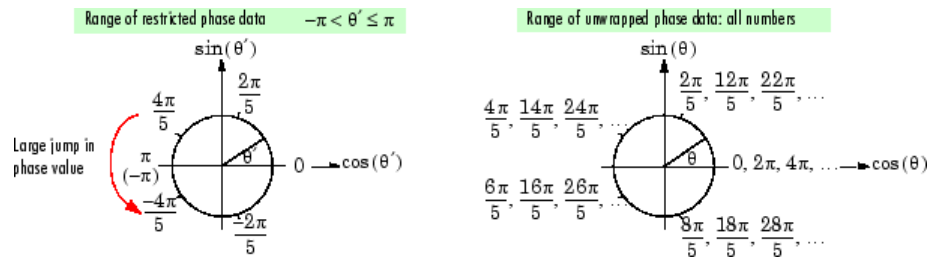 Range of restricted phase data −π < θ′ ≤ π
sin(θ′)
2π/5
4π/5
Large jump in
phase value
π
(−π)
θ′
0
cos(θ′)
−4π/5
−2π/5
Range of unwrapped phase data: all numbers
sin(θ)
2π/5, 12π/5, 22π/5, ...
4π/5, 14π/5, 24π/5, ...
θ
0, 2π, 4π, ...
cos(θ)
6π/5, 16π/5, 26π/5, ...
8π/5, 18π/5, 28π/5, ...